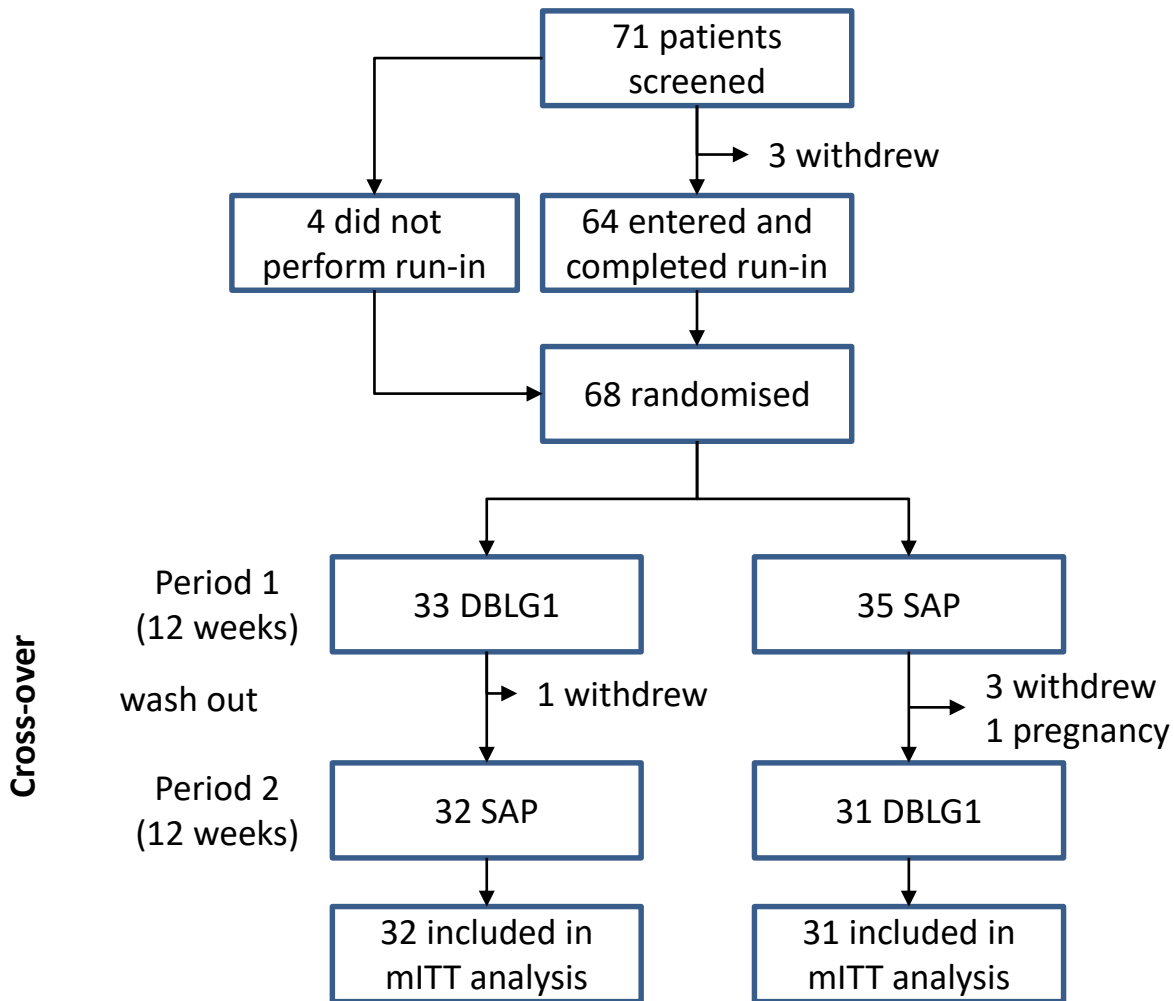 71 patients
screened
3 withdrew
4 did not
perform run-in
64 entered and
completed run-in
68 randomised
Cross-over
Period 1
(12 weeks)
33 DBLG1
35 SAP
wash out
1 withdrew
3 withdrew
1 pregnancy
Period 2
(12 weeks)
32 SAP
31 DBLG1
32 included in
mITT analysis
31 included in
mITT analysis